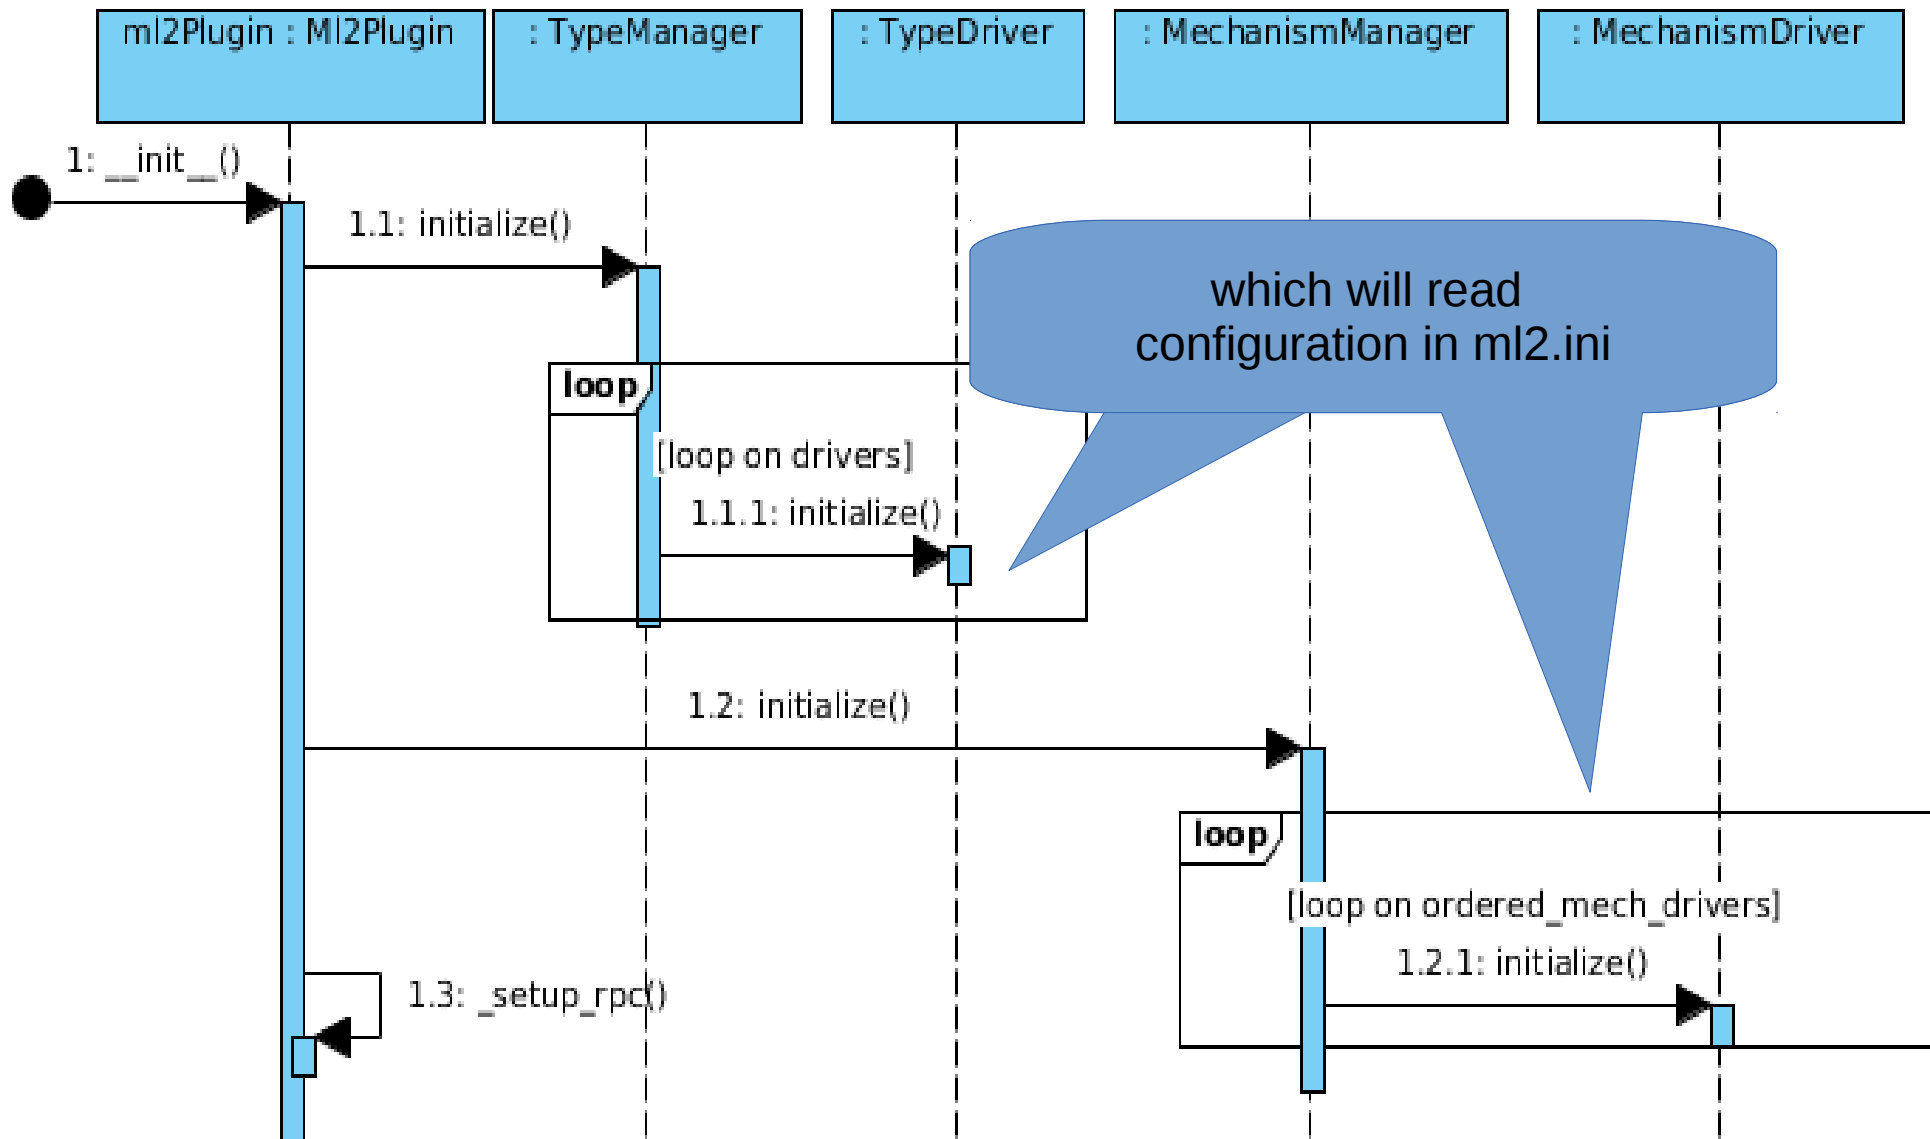 ml2Plugin : Ml2Plugin
: TypeManager
: TypeDriver
: MechanismManager
: MechanismDriver
1: __init__()
1.1: initialize()
which will read
configuration in ml2.ini
loop
[loop on drivers]
1.1.1: initialize()
1.2: initialize()
loop
[loop on ordered_mech_drivers]
1.2.1: initialize()
1.3: _setup_rpc()